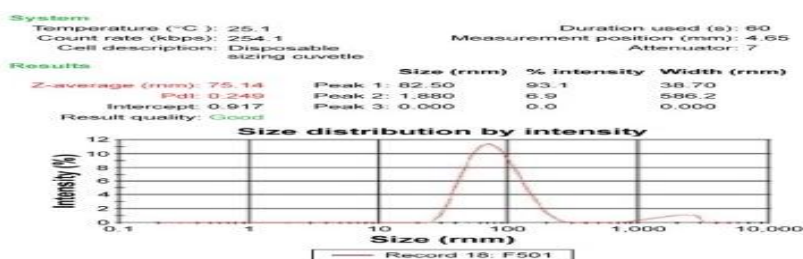 System
Temperature (°C): 25.1 Duration used (s): 60
Count rate (kbps): 254.1 Measurement position (mm): 4.65
Cell description: Disposable sizing cuvette Attenuator: 7
Results
Size (rnm) % intensity Width (rnm)
Z-average (rnm): 75.14 Peak 1: 82.50 93.1 38.70
PdI: 0.249 Peak 2: 1.880 6.9 586.2
Intercept: 0.917 Peak 3: 0.000 0.0 0.000
Result quality: Good
Size distribution by intensity
Intensity (%)
12
10
8
6
4
2
0
0.1 1 10 100 1,000 10,000
Size (rnm)
Record 18: F501